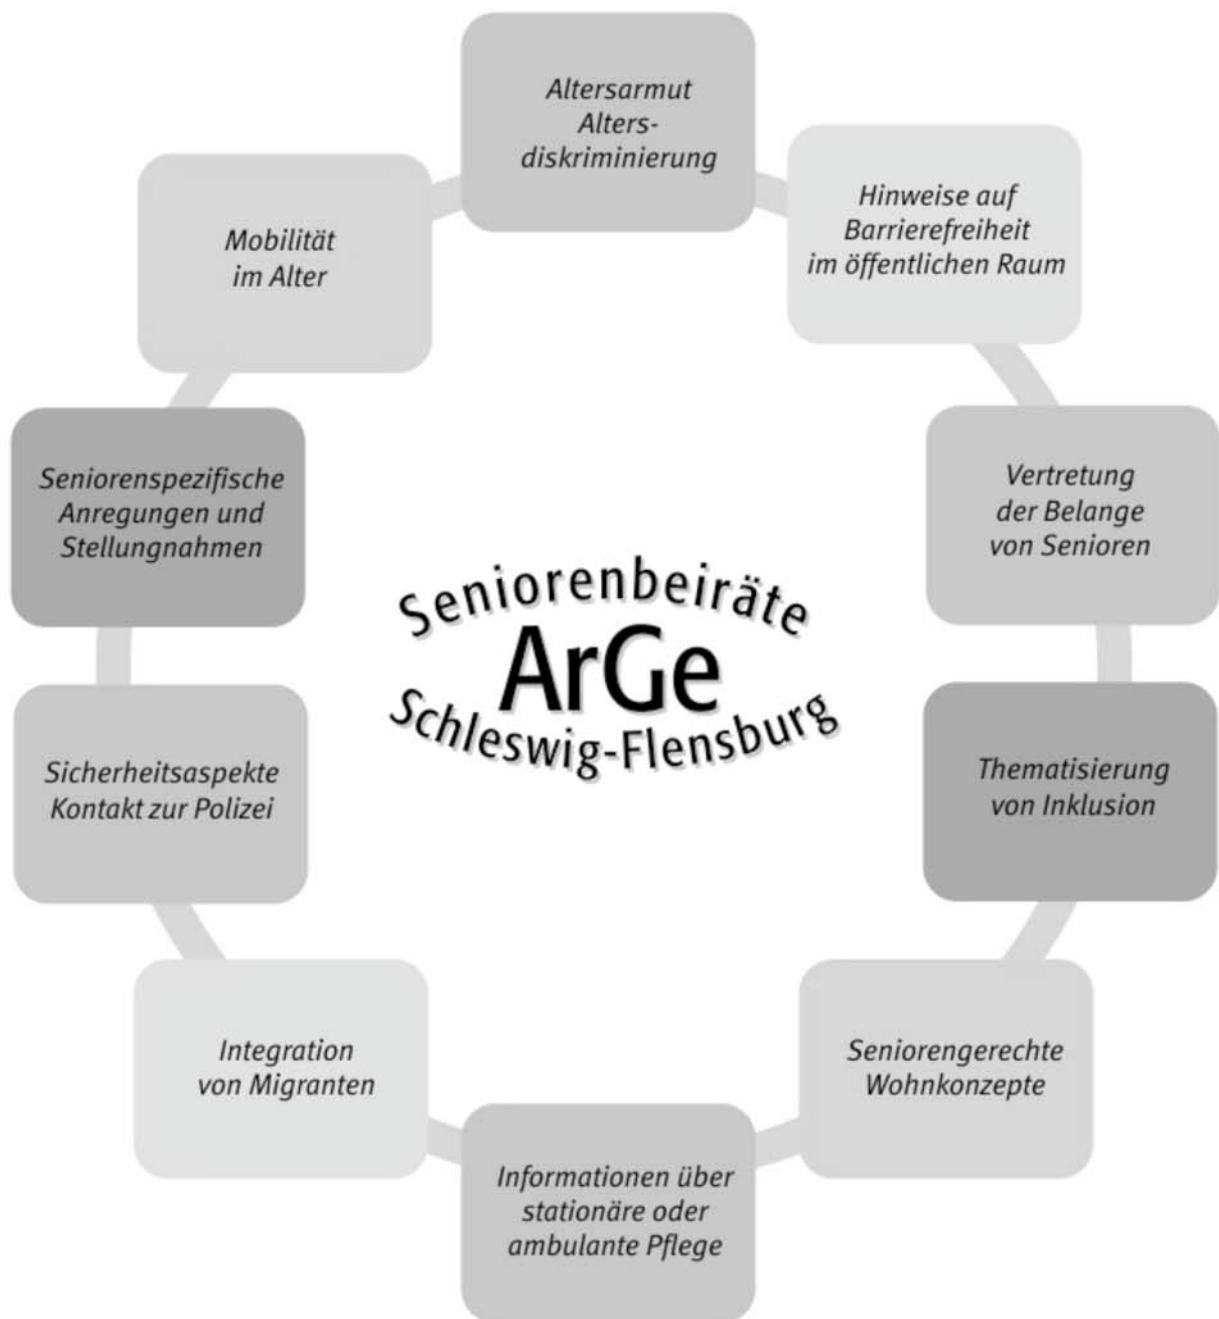 Altersarmut
Alters-
diskriminierung
Hinweise auf
Barrierefreiheit
im öffentlichen Raum
Vertretung
der Belange
von Senioren
Thematisierung
von Inklusion
Seniorengerechte
Wohnkonzepte
Informationen über
stationäre oder
ambulante Pflege
Integration
von Migranten
Sicherheitsaspekte
Kontakt zur Polizei
Seniorenspezifische
Anregungen und
Stellungnahmen
Mobilität
im Alter
Seniorenbeiräte
ArGe
Schleswig-Flensburg